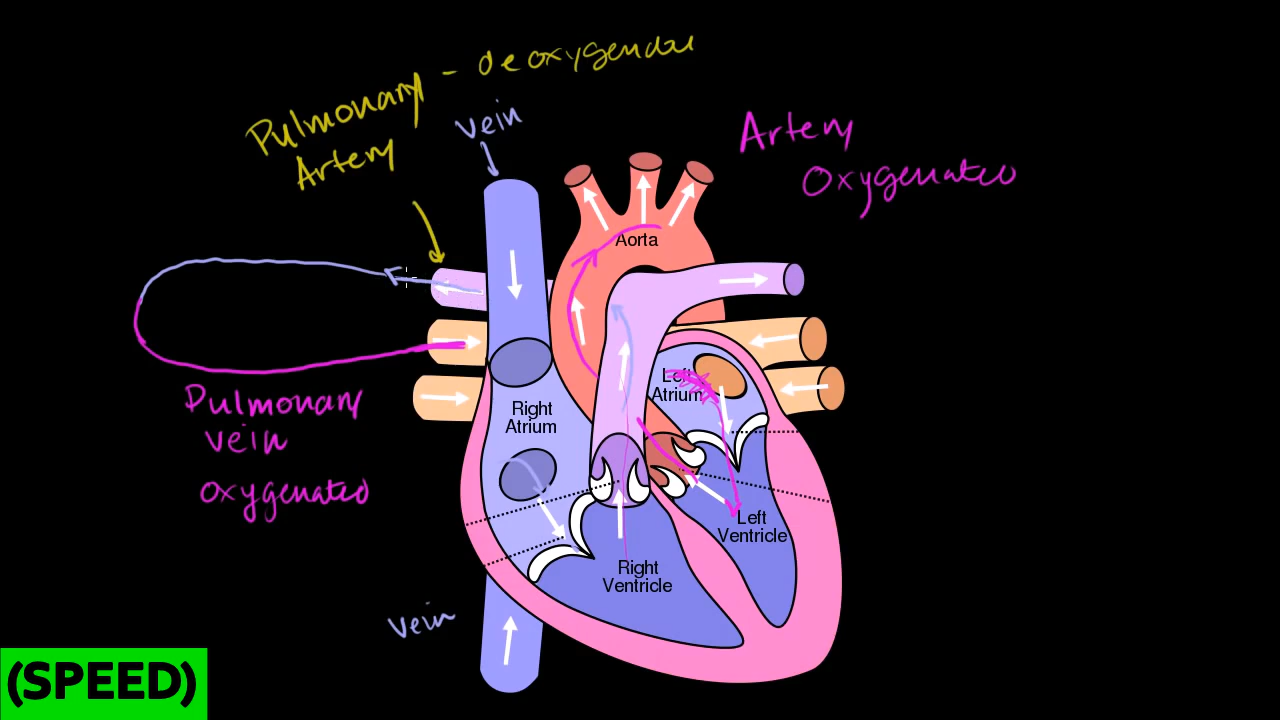 Pulmonary - deoxygenated
Artery
vein
Artery
Oxygenated
Aorta
Left
Atrium
Right
Atrium
Pulmonary
vein
oxygenated
Left
Ventricle
Right
Ventricle
vein
(SPEED)